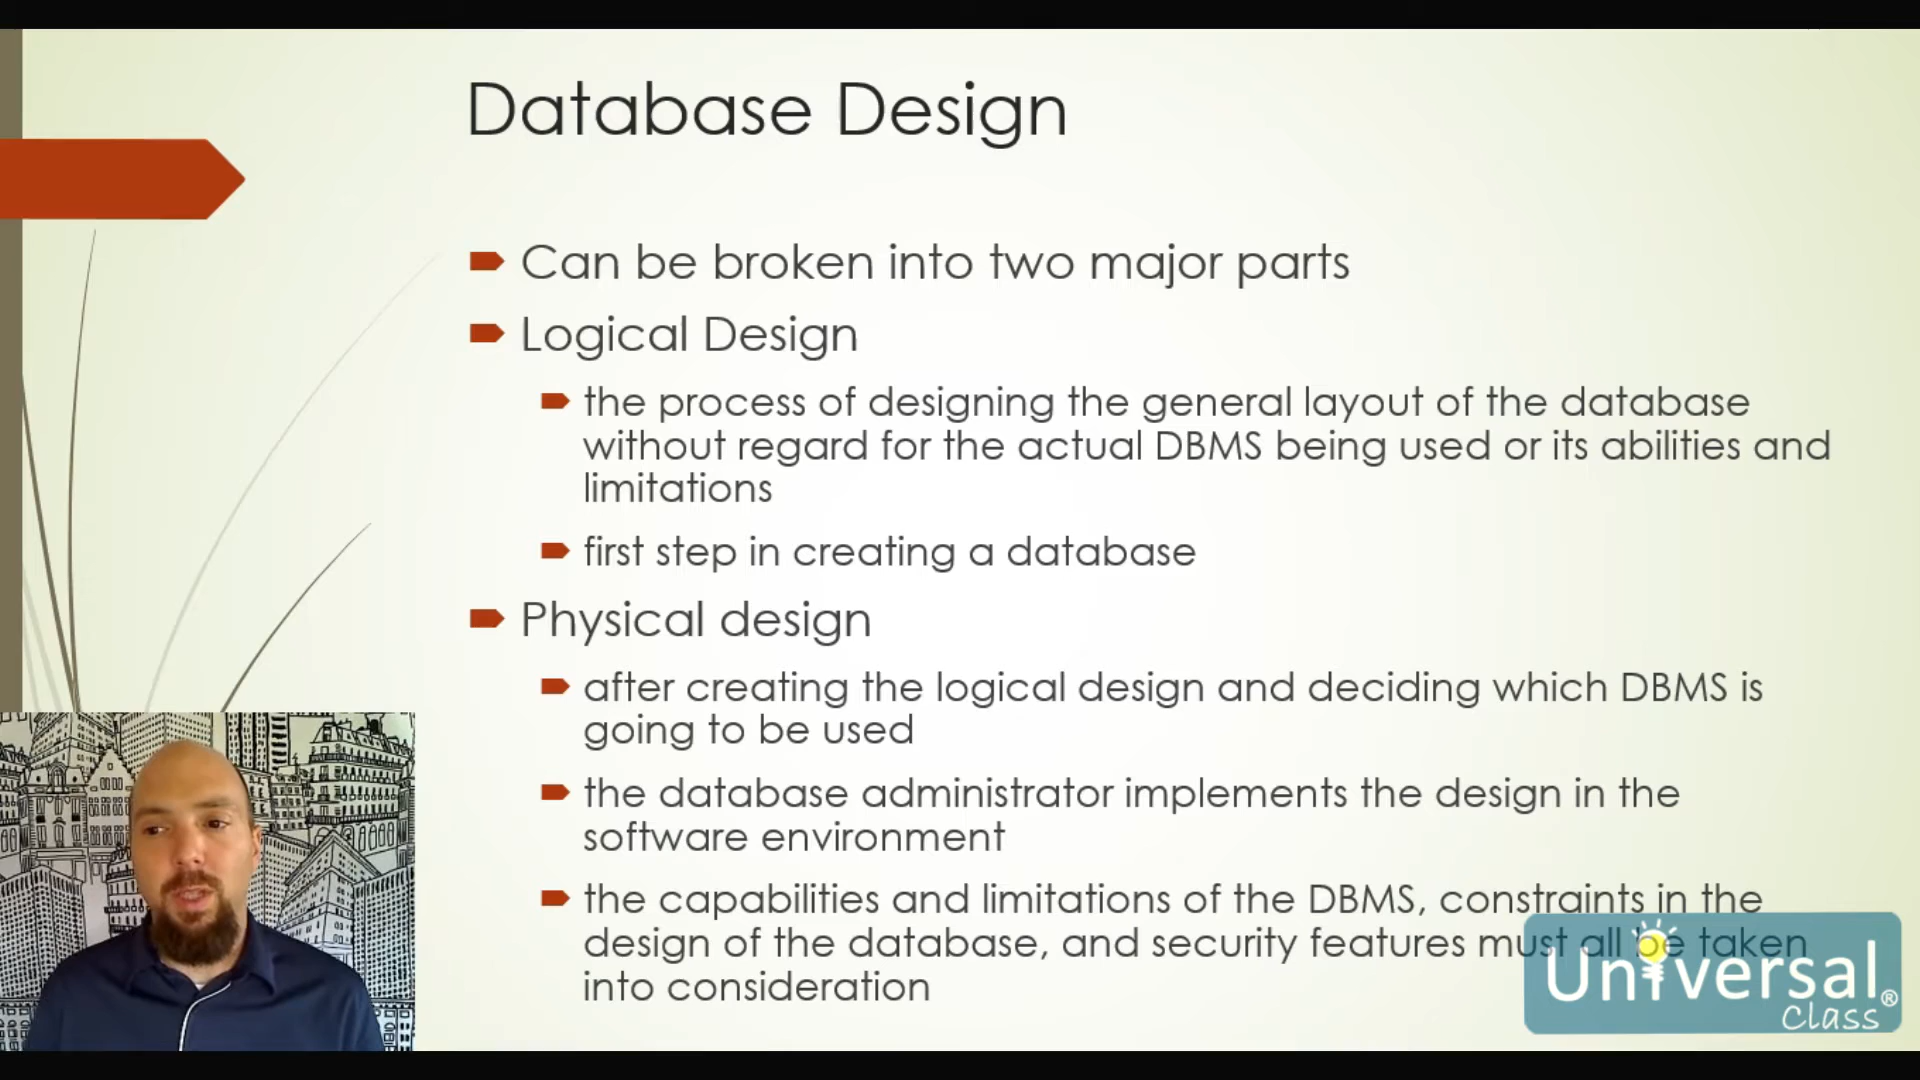 Database Design
Can be broken into two major parts
Logical Design
the process of designing the general layout of the database
without regard for the actual DBMS being used or its abilities and
limitations
first step in creating a database
Physical design
after creating the logical design and deciding which DBMS is
going to be used
the database administrator implements the design in the
software environment
the capabilities and limitations of the DBMS, constraints in the
design of the database, and security features must all be taken
into consideration
Universal®
Class